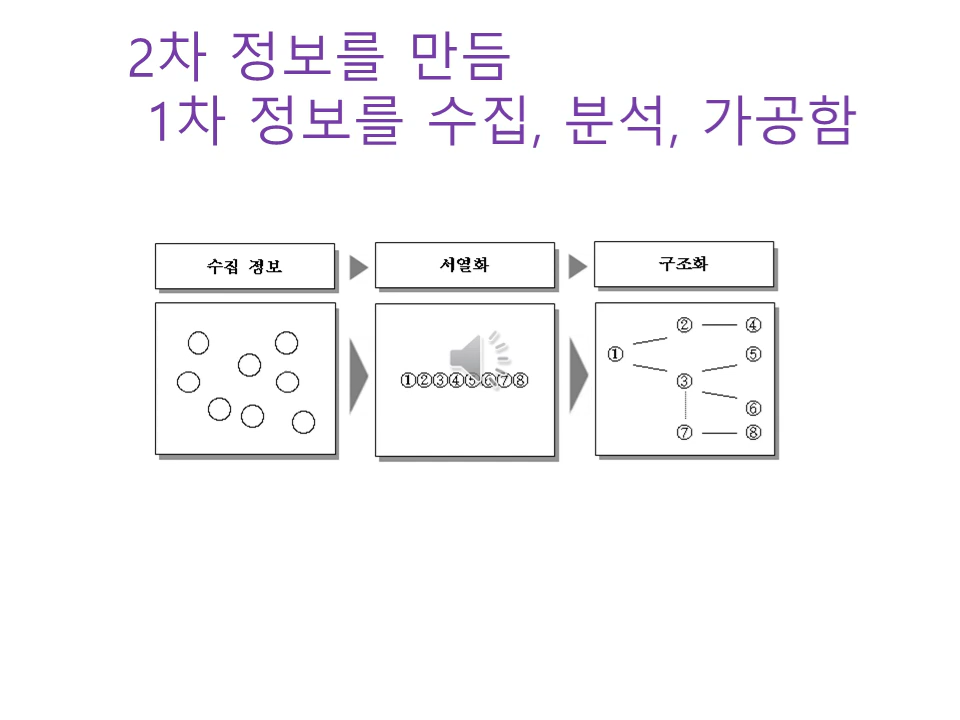 2차 정보를 만듬
1차 정보를 수집, 분석, 가공함
수집 정보
서열화
구조화
①②③④⑤⑥⑦⑧
② ④
①
⑤
③
⑥
⑦ ⑧